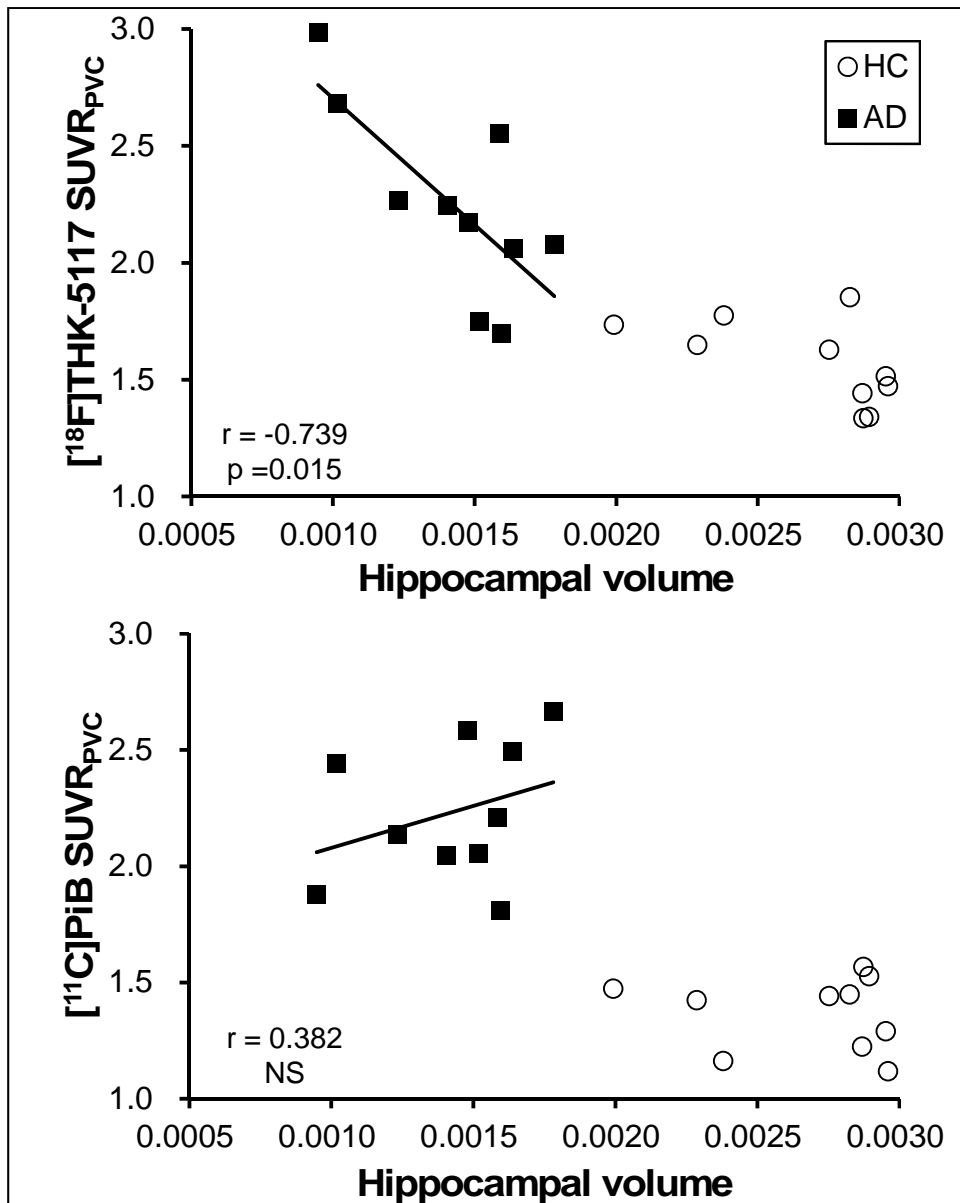 3.0
2.5
2.0
1.5
1.0
[¹⁸F]THK-5117 SUVR_PVC
HC
AD
r = -0.739
p =0.015
0.0005 0.0010 0.0015 0.0020 0.0025 0.0030
Hippocampal volume
3.0
2.5
2.0
1.5
1.0
[¹¹C]PiB SUVR_PVC
r = 0.382
NS
0.0005 0.0010 0.0015 0.0020 0.0025 0.0030
Hippocampal volume